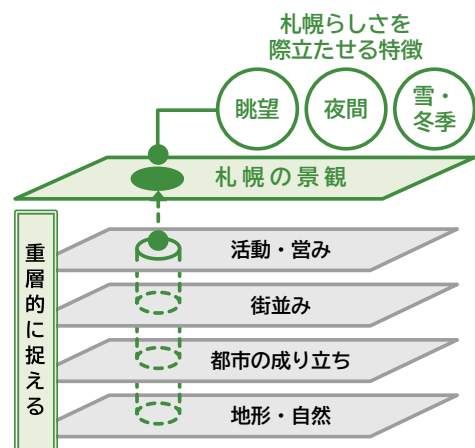 札幌らしさを
際立たせる特徴
眺望
夜間
雪・
冬季
札幌の景観
重層的に捉える
活動・営み
街並み
都市の成り立ち
地形・自然